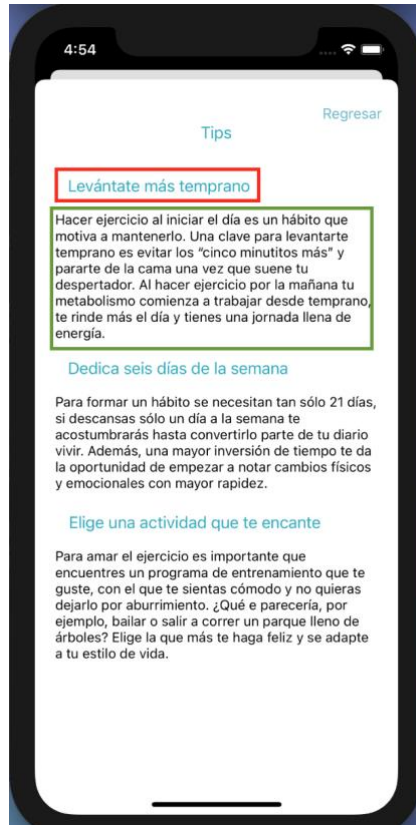 4:54
Regresar
Tips
Levántate más temprano
Hacer ejercicio al iniciar el día es un hábito que
motiva a mantenerlo. Una clave para levantarte
temprano es evitar los “cinco minutitos más” y
pararte de la cama una vez que suene tu
despertador. Al hacer ejercicio por la mañana tu
metabolismo comienza a trabajar desde temprano,
te rinde más el día y tienes una jornada llena de
energía.
Dedica seis días de la semana
Para formar un hábito se necesitan tan sólo 21 días,
si descansas sólo un día a la semana te
acostumbrarás hasta convertirlo parte de tu diario
vivir. Además, una mayor inversión de tiempo te da
la oportunidad de empezar a notar cambios físicos
y emocionales con mayor rapidez.
Elige una actividad que te encante
Para amar el ejercicio es importante que
encuentres un programa de entrenamiento que te
guste, con el que te sientas cómodo y no quieras
dejarlo por aburrimiento. ¿Qué e parecería, por
ejemplo, bailar o salir a correr un parque lleno de
árboles? Elige la que más te haga feliz y se adapte
a tu estilo de vida.